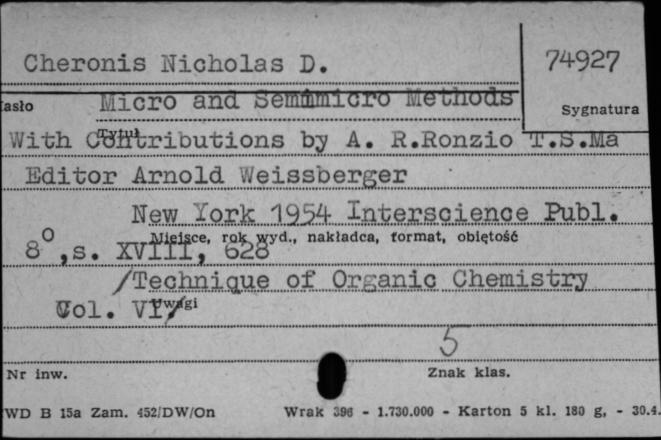 Cheronis Nicholas D.
74927
asło
Micro and Semimicro Methods
Sygnatura
Tytuł
With Contributions by A. R.Ronzio T.S.Ma
Editor Arnold Weissberger
New York 1954 Interscience Publ.
Miejsce, rok wyd., nakładca, format, objętość
8°,s. XVIII, 628
/Technique of Organic Chemistry
Uwagi
Vol. VI/
5
Nr inw.
Znak klas.
WD B 15a Zam. 452/DW/On Wrak 396 - 1.730.000 - Karton 5 kl. 180 g, - 30.4.